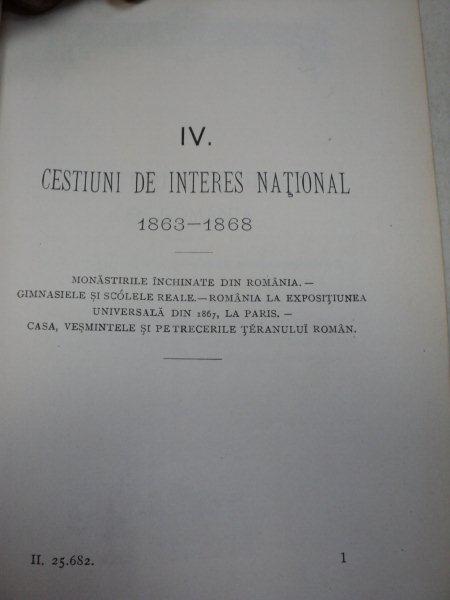 IV.
CESTIUNI DE INTERES NAŢIONAL
1863—1868
MONĂSTIRILE ÎNCHINATE DIN ROMÂNIA.—
GIMNASIELE ŞI SCÓLELE REALE.—ROMÂNIA LA EXPOSIŢIUNEA
UNIVERSALĂ DIN 1867, LA PARIS.—
CASA, VEŞMINTELE ŞI PETRECERILE ŢĔRANULUĬ ROMÂN.
II. 25.682. 1